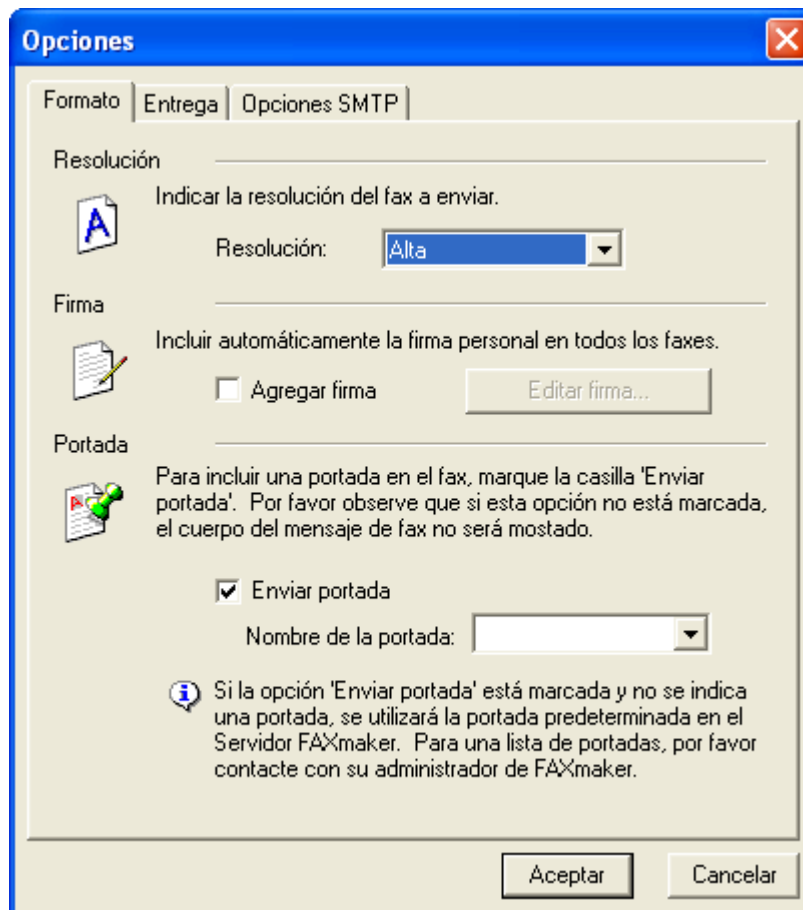 Opciones
Formato Entrega Opciones SMTP
Resolución
Indicar la resolución del fax a enviar.
Resolución: Alta
Firma
Incluir automáticamente la firma personal en todos los faxes.
Agregar firma Editar firma...
Portada
Para incluir una portada en el fax, marque la casilla 'Enviar
portada'. Por favor observe que si esta opción no está marcada,
el cuerpo del mensaje de fax no será mostado.
Enviar portada
Nombre de la portada:
Si la opción 'Enviar portada' está marcada y no se indica
una portada, se utilizará la portada predeterminada en el
Servidor FAXmaker. Para una lista de portadas, por favor
contacte con su administrador de FAXmaker.
Aceptar Cancelar